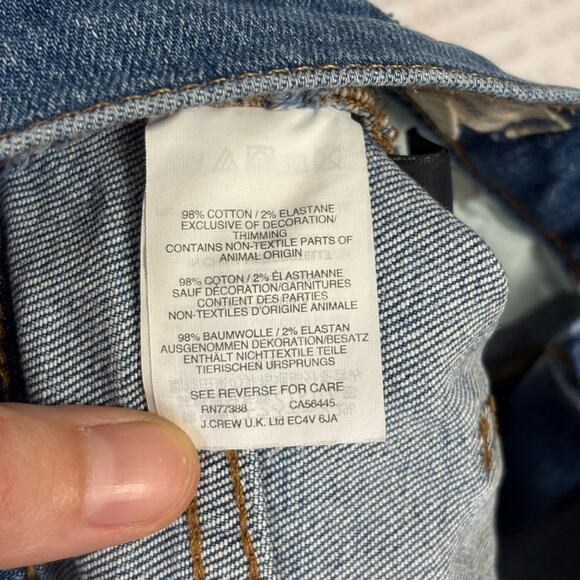 98% COTTON / 2% ELASTANE
EXCLUSIVE OF DECORATION/
TRIMMING
CONTAINS NON-TEXTILE PARTS OF
ANIMAL ORIGIN
98% COTON / 2% ÉLASTHANNE
SAUF DÉCORATION/GARNITURES
CONTIENT DES PARTIES
NON-TEXTILES D'ORIGINE ANIMALE
98% BAUMWOLLE / 2% ELASTAN
AUSGENOMMEN DEKORATION/BESATZ
ENTHÄLT NICHTTEXTILE TEILE
TIERISCHEN URSPRUNGS
SEE REVERSE FOR CARE
RN77388 CA56445
J.CREW U.K. Ltd EC4V 6JA